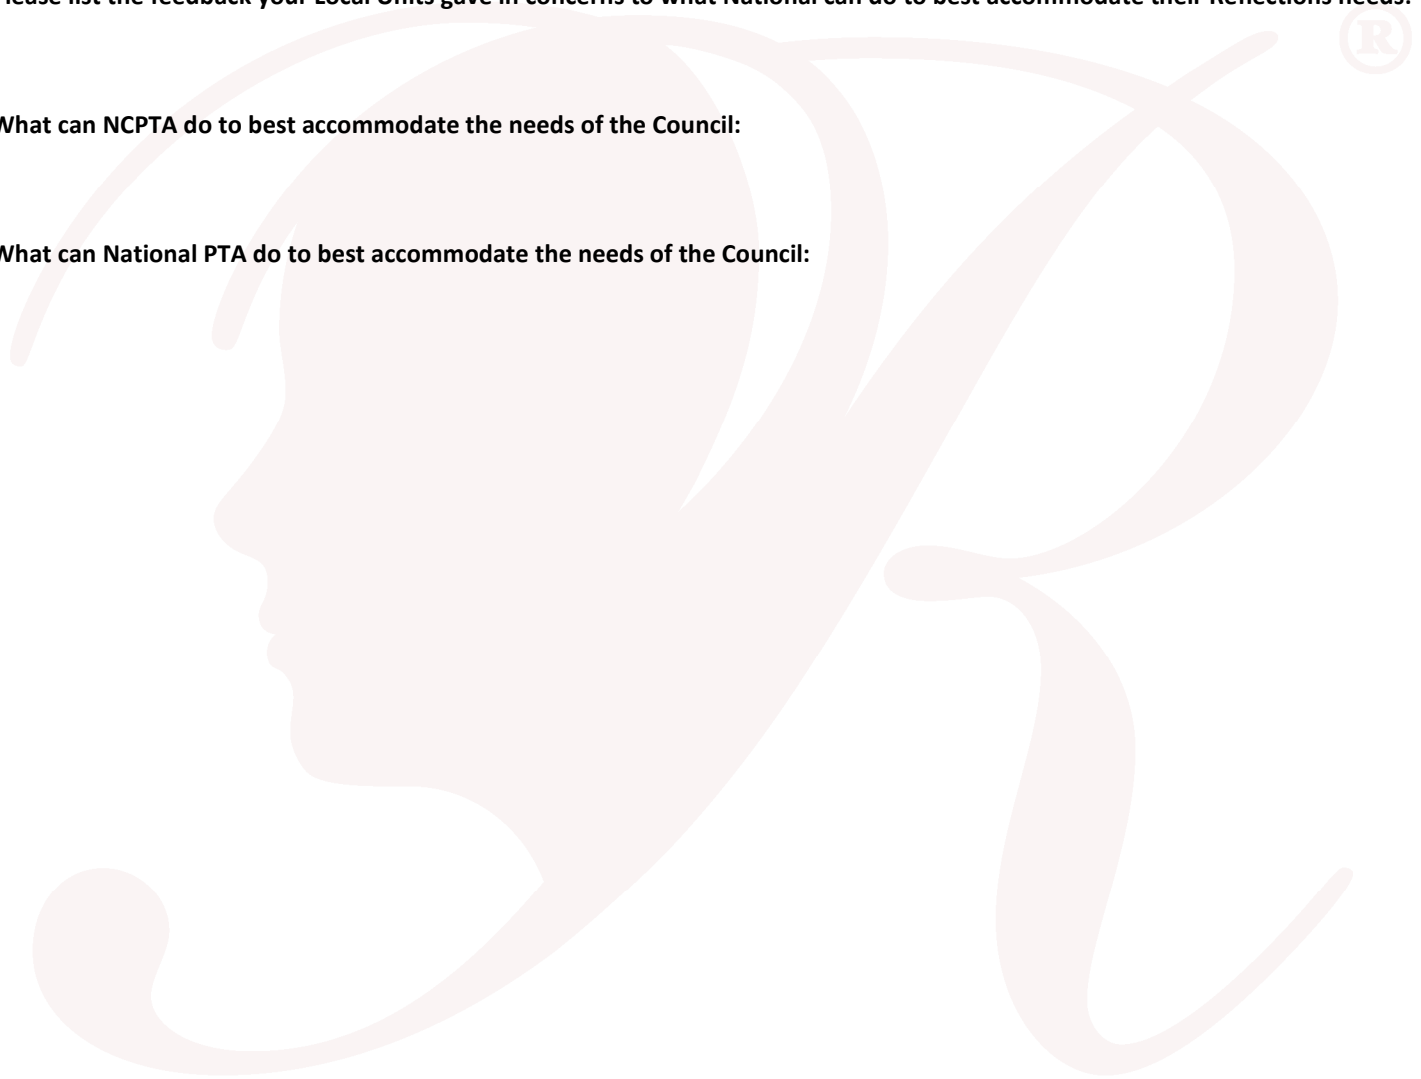 Please list the feedback your Local Units gave in concerns to what National can do to best accommodate their Reflections needs:
What can NCPTA do to best accommodate the needs of the Council:
What can National PTA do to best accommodate the needs of the Council:
R
®